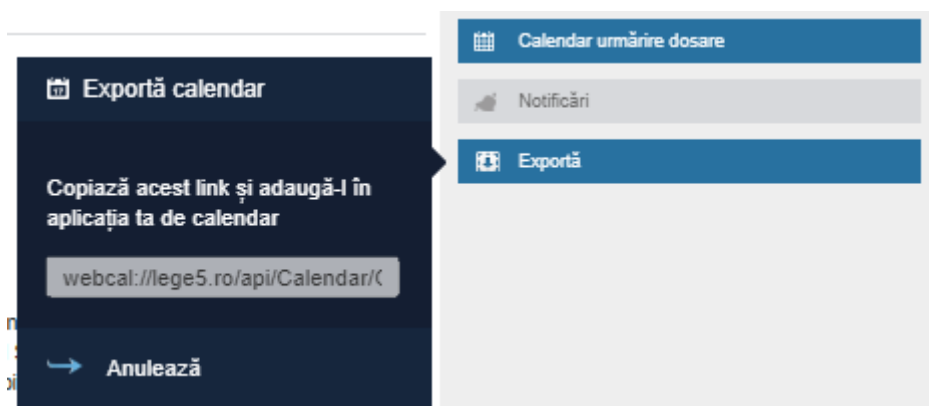 Exportă calendar
Copiază acest link și adaugă-l în
aplicația ta de calendar
webcal://lege5.ro/api/Calendar/
Anulează
Calendar urmărire dosare
Notificări
Exportă